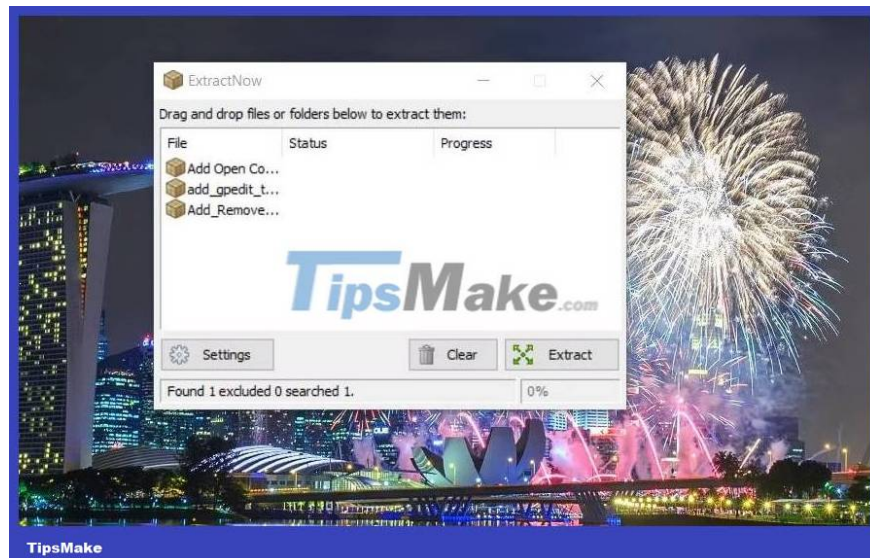 ExtractNow
Drag and drop files or folders below to extract them:
File Status Progress
Add Open Co...
add_gpedit_t...
Add_Remove...
TipsMake.com
Settings Clear Extract
Found 1 excluded 0 searched 1. 0%
TipsMake